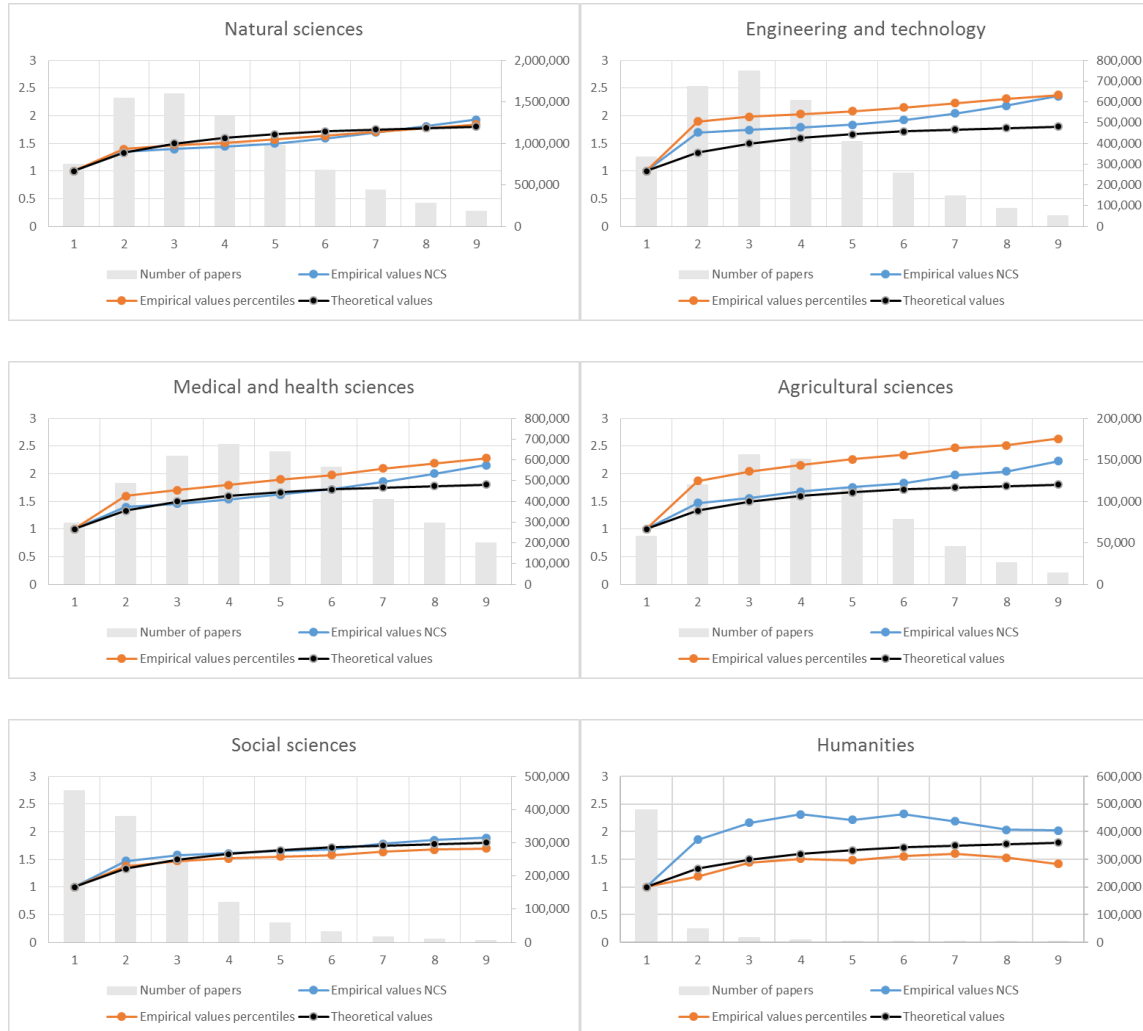 Natural sciences
3 2,000,000
2.5
1,500,000
2
1.5 1,000,000
1
500,000
0.5
0 0
1 2 3 4 5 6 7 8 9
Number of papers Empirical values NCS
Empirical values percentiles Theoretical values
Engineering and technology
3 800,000
700,000
2.5
600,000
2
500,000
1.5 400,000
300,000
1
200,000
0.5
100,000
0 0
1 2 3 4 5 6 7 8 9
Number of papers Empirical values NCS
Empirical values percentiles Theoretical values
Medical and health sciences
3 800,000
700,000
2.5
600,000
2
500,000
1.5 400,000
300,000
1
200,000
0.5
100,000
0 0
1 2 3 4 5 6 7 8 9
Number of papers Empirical values NCS
Empirical values percentiles Theoretical values
Agricultural sciences
3 200,000
2.5
150,000
2
1.5 100,000
1
50,000
0.5
0 0
1 2 3 4 5 6 7 8 9
Number of papers Empirical values NCS
Empirical values percentiles Theoretical values
Social sciences
3 500,000
2.5
400,000
2
300,000
1.5
200,000
1
0.5
100,000
0 0
1 2 3 4 5 6 7 8 9
Number of papers Empirical values NCS
Empirical values percentiles Theoretical values
Humanities
3 600,000
2.5 500,000
2 400,000
1.5 300,000
1 200,000
0.5 100,000
0 0
1 2 3 4 5 6 7 8 9
Number of papers Empirical values NCS
Empirical values percentiles Theoretical values